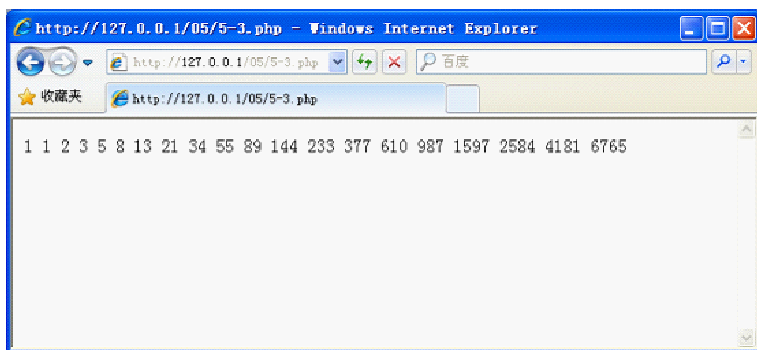 http://127.0.0.1/05/5-3.php - Windows Internet Explorer
http://127.0.0.1/05/5-3.php
百度
收藏夹
http://127.0.0.1/05/5-3.php
1 1 2 3 5 8 13 21 34 55 89 144 233 377 610 987 1597 2584 4181 6765